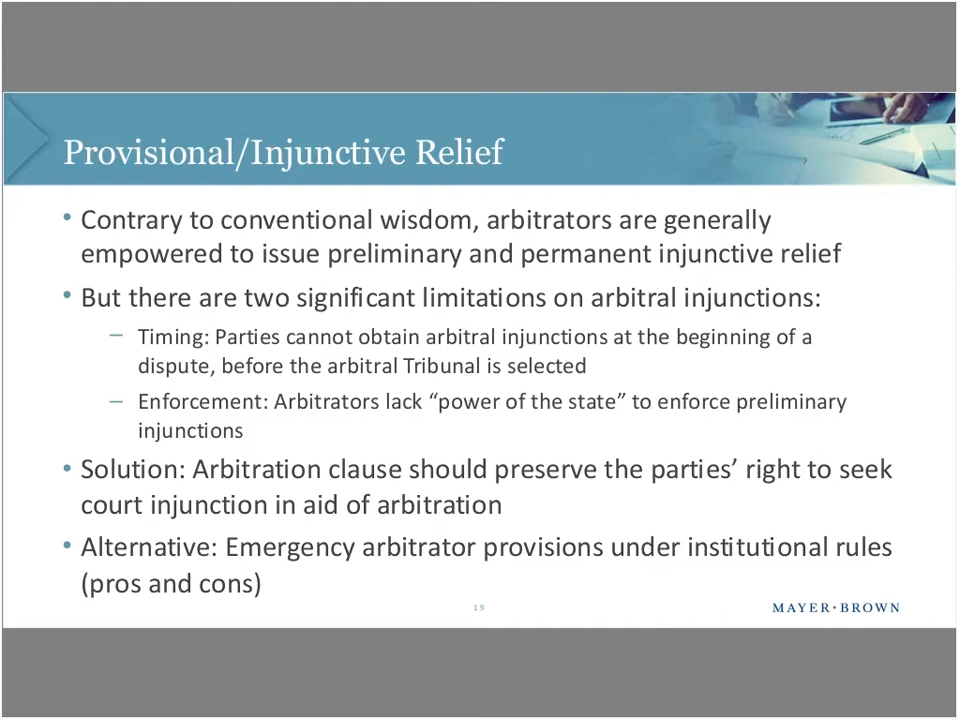 Provisional/Injunctive Relief
• Contrary to conventional wisdom, arbitrators are generally
empowered to issue preliminary and permanent injunctive relief
• But there are two significant limitations on arbitral injunctions:
– Timing: Parties cannot obtain arbitral injunctions at the beginning of a
dispute, before the arbitral Tribunal is selected
– Enforcement: Arbitrators lack “power of the state” to enforce preliminary
injunctions
• Solution: Arbitration clause should preserve the parties’ right to seek
court injunction in aid of arbitration
• Alternative: Emergency arbitrator provisions under institutional rules
(pros and cons)
19
MAYER•BROWN